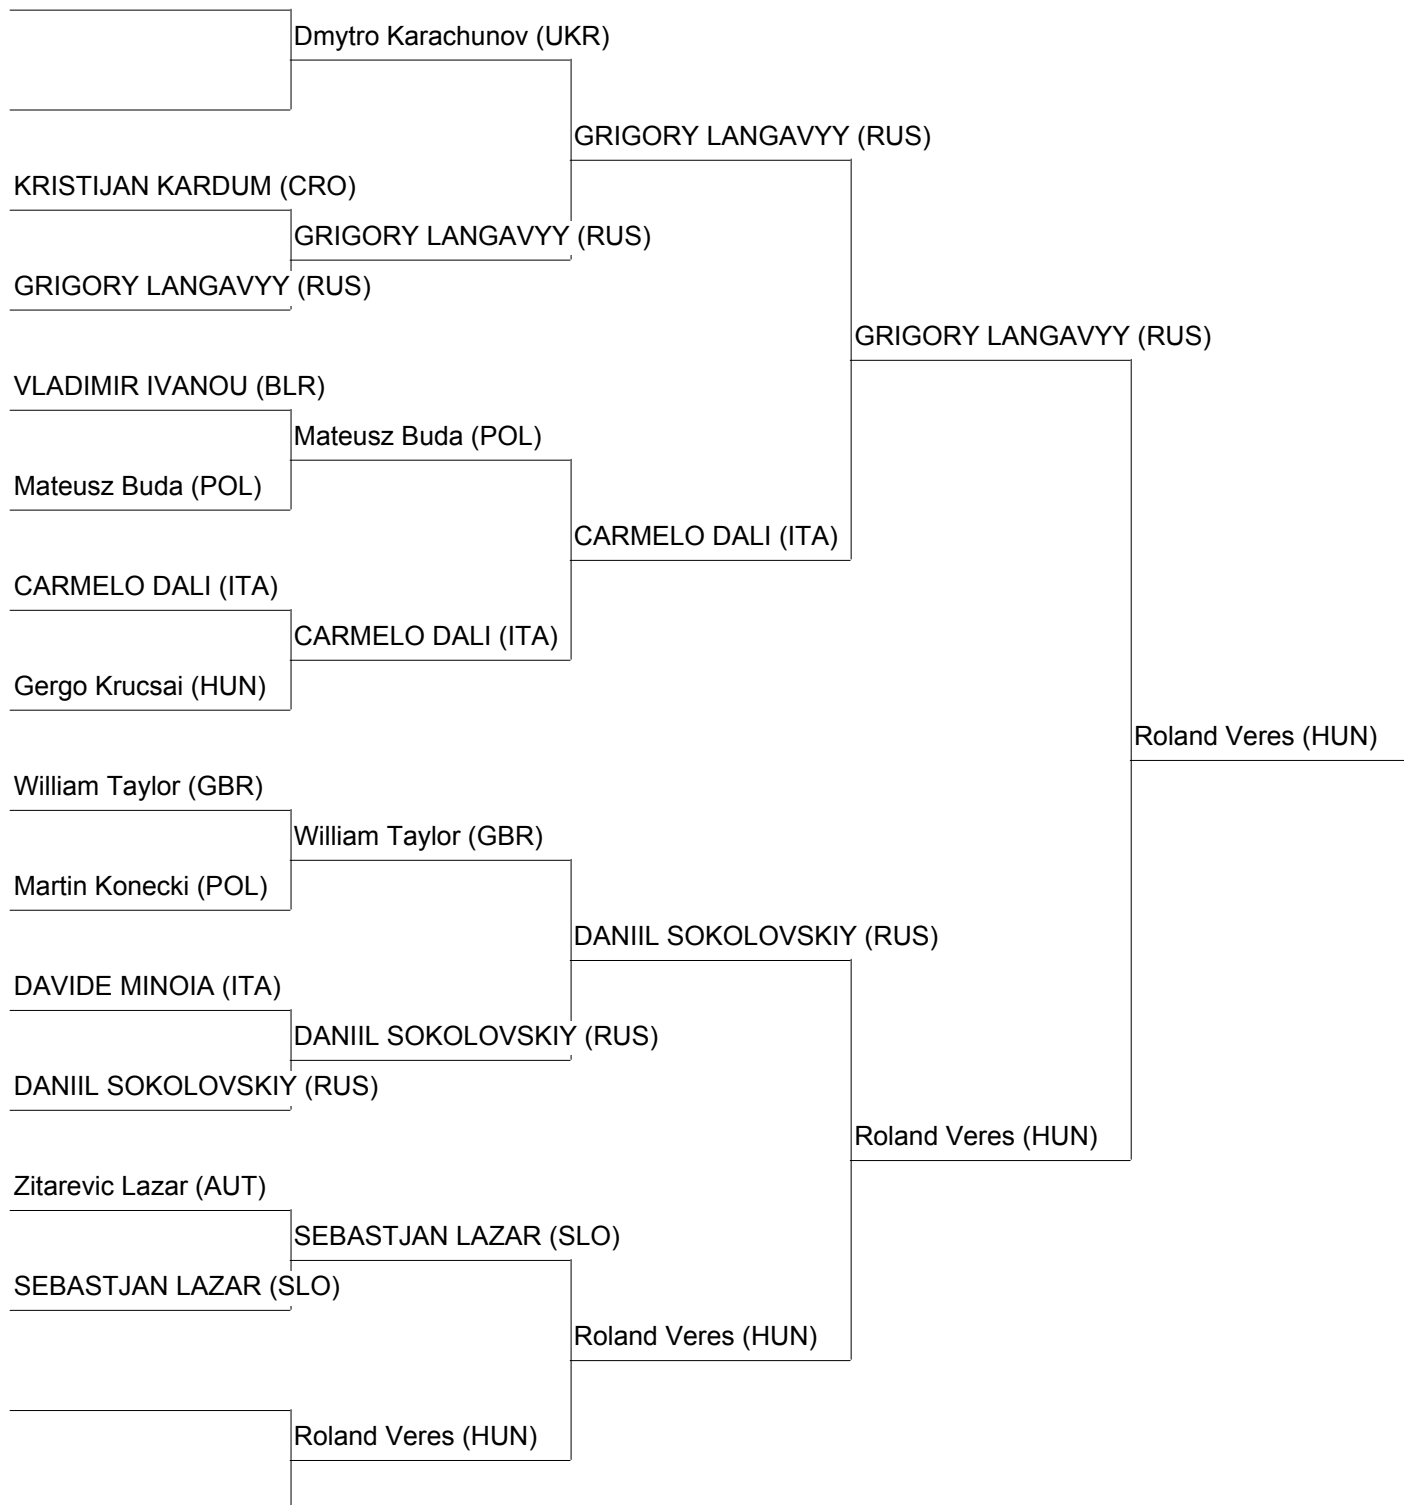 Dmytro Karachunov (UKR)
GRIGORY LANGAVYY (RUS)
KRISTIJAN KARDUM (CRO)
GRIGORY LANGAVYY (RUS)
GRIGORY LANGAVYY (RUS)
GRIGORY LANGAVYY (RUS)
VLADIMIR IVANOU (BLR)
Mateusz Buda (POL)
Mateusz Buda (POL)
CARMELO DALI (ITA)
CARMELO DALI (ITA)
CARMELO DALI (ITA)
Gergo Krucsai (HUN)
Roland Veres (HUN)
William Taylor (GBR)
William Taylor (GBR)
Martin Konecki (POL)
DANIIL SOKOLOVSKIY (RUS)
DAVIDE MINOIA (ITA)
DANIIL SOKOLOVSKIY (RUS)
DANIIL SOKOLOVSKIY (RUS)
Roland Veres (HUN)
Zitarevic Lazar (AUT)
SEBASTJAN LAZAR (SLO)
SEBASTJAN LAZAR (SLO)
Roland Veres (HUN)
Roland Veres (HUN)